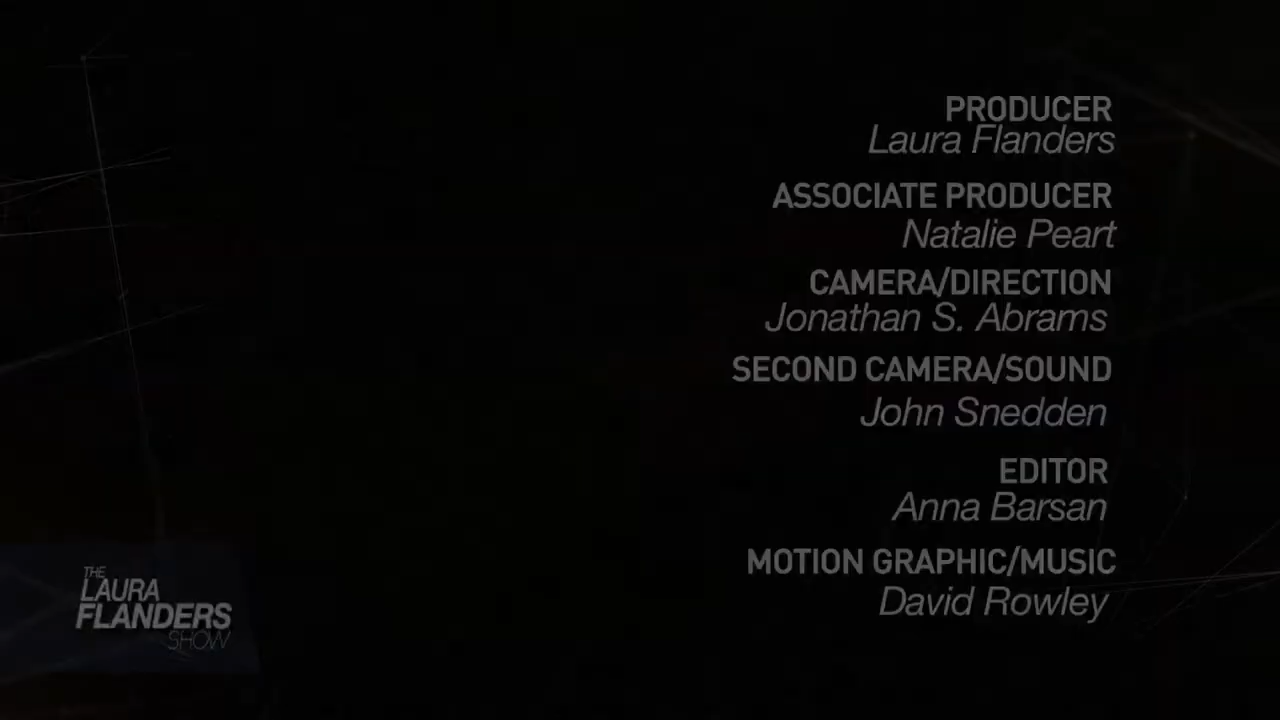 PRODUCER
Laura Flanders
ASSOCIATE PRODUCER
Natalie Peart
CAMERA/DIRECTION
Jonathan S. Abrams
SECOND CAMERA/SOUND
John Snedden
EDITOR
Anna Barsan
MOTION GRAPHIC/MUSIC
David Rowley
THE
LAURA
FLANDERS
SHOW